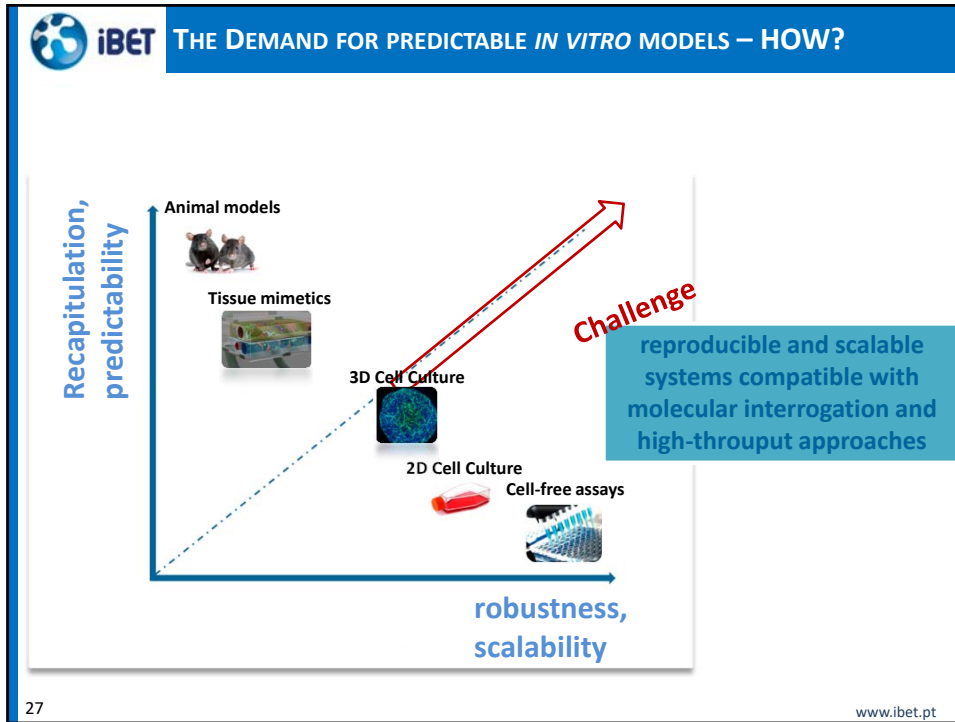 iBET
THE DEMAND FOR PREDICTABLE IN VITRO MODELS – HOW?
Recapitulation,
predictability
Animal models
Tissue mimetics
3D Cell Culture
2D Cell Culture
Cell-free assays
Challenge
reproducible and scalable
systems compatible with
molecular interrogation and
high-throuput approaches
robustness,
scalability
27
www.ibet.pt